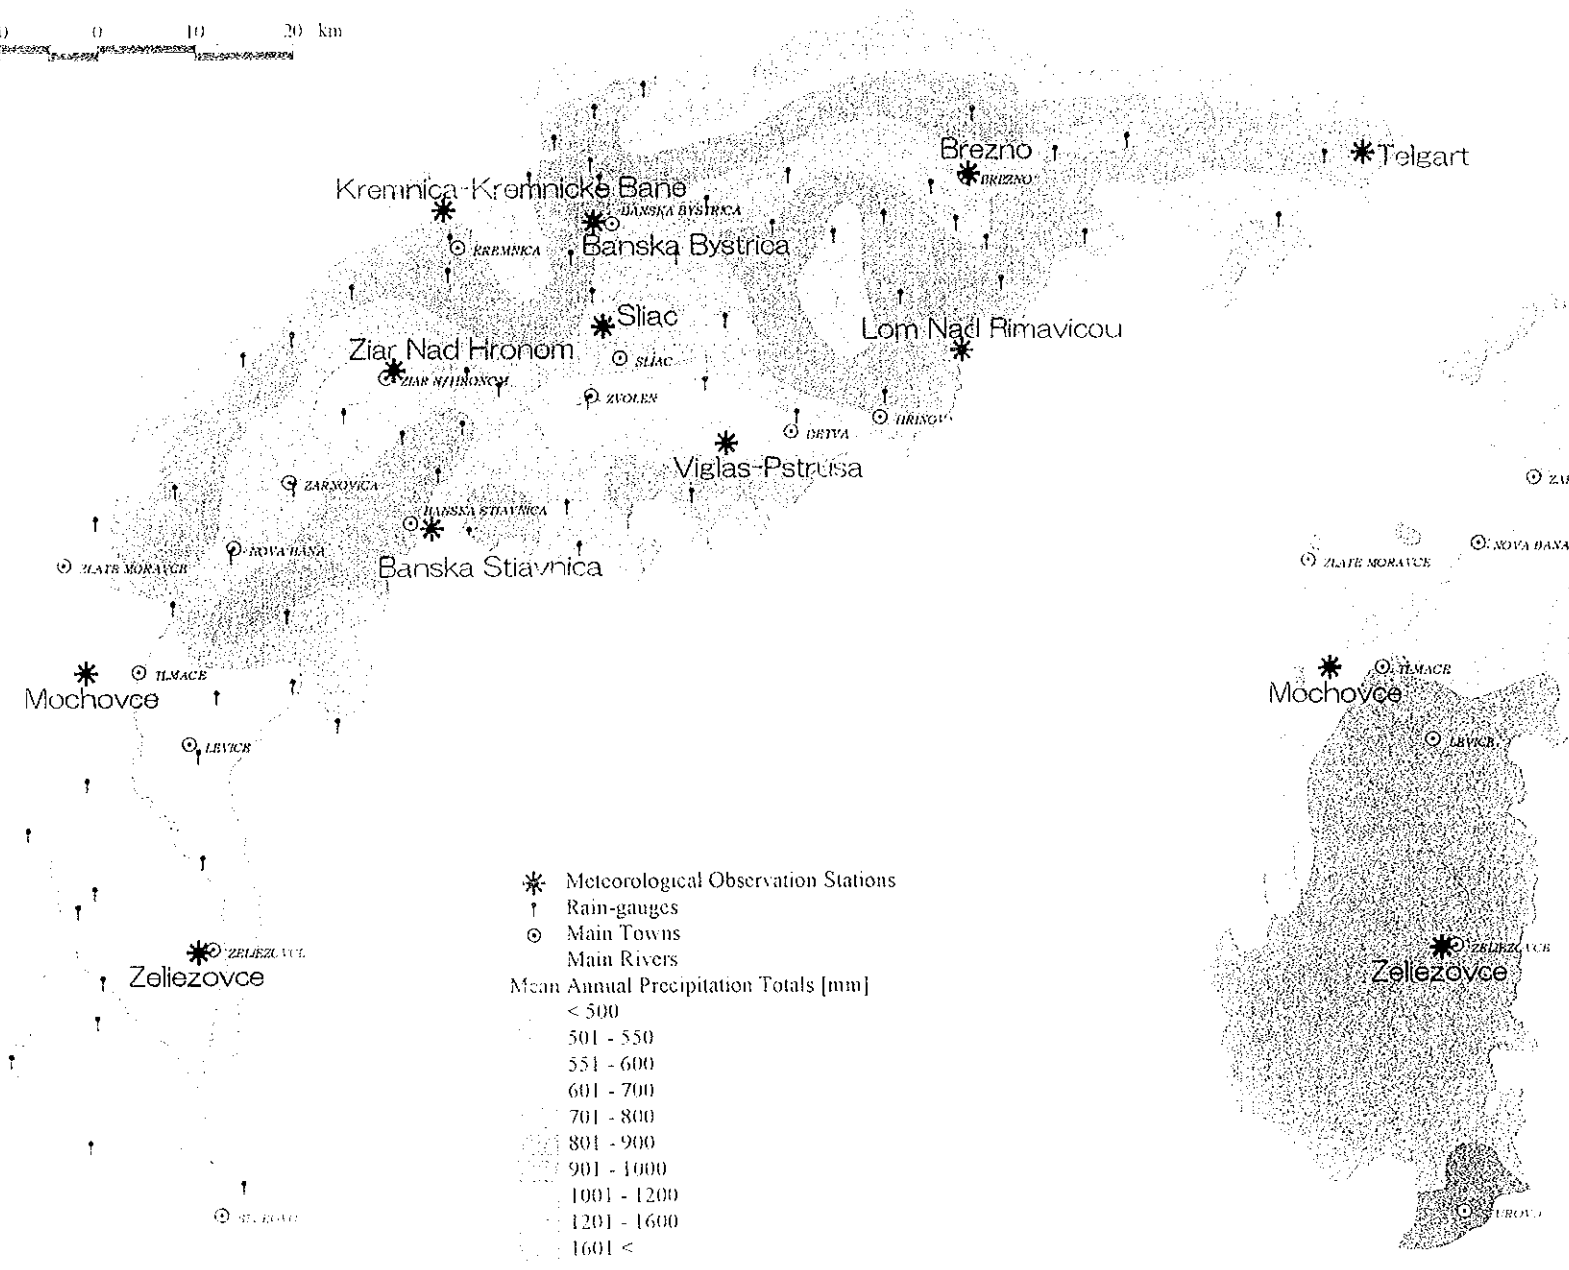 0 0 10 20 km
Brezno
Telgart
BREZNO
Kremnica-Kremnicke Bane
BANSKA BYSTRICA
Banska Bystrica
KREMNICA
Sliac
Lom Nad Rimavicou
Ziar Nad Hronom
SLIAC
ZIAR N/HRONOM
ZVOLEN
HRINOV
DETVA
Viglas-Pstrusa
ZARNOVICA
ZAR
BANSKA STIAVNICA
NOVA BANA
NOVA BANA
ZLATE MORAVCE
ZLATE MORAVCE
Banska Stiavnica
TLMACE
TLMACE
Mochovce
Mochovce
LEVICE
LEVICE
Meteorological Observation Stations
Rain-gauges
Main Towns
ZELIEZOVCE
ZELIEZOVCE
Main Rivers
Zeliezovce
Zeliezovce
Mean Annual Precipitation Totals [mm]
< 500
501 - 550
551 - 600
601 - 700
701 - 800
801 - 900
901 - 1000
1001 - 1200
1201 - 1600
1601 <